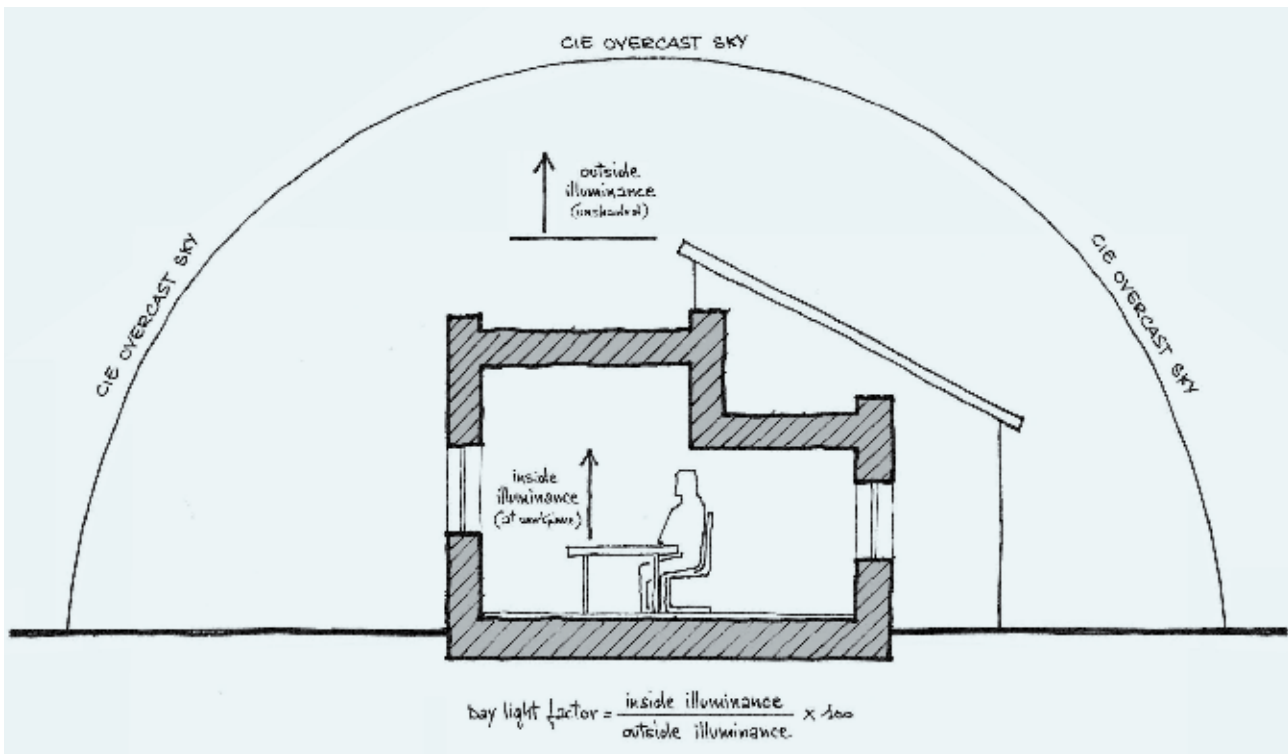 CIE OVERCAST SKY
outside
illuminance
(unshaded)
CIE OVERCAST SKY
CIE OVERCAST SKY
inside
illuminance
(at workplane)
Day light factor = inside illuminance
outside illuminance
× 100